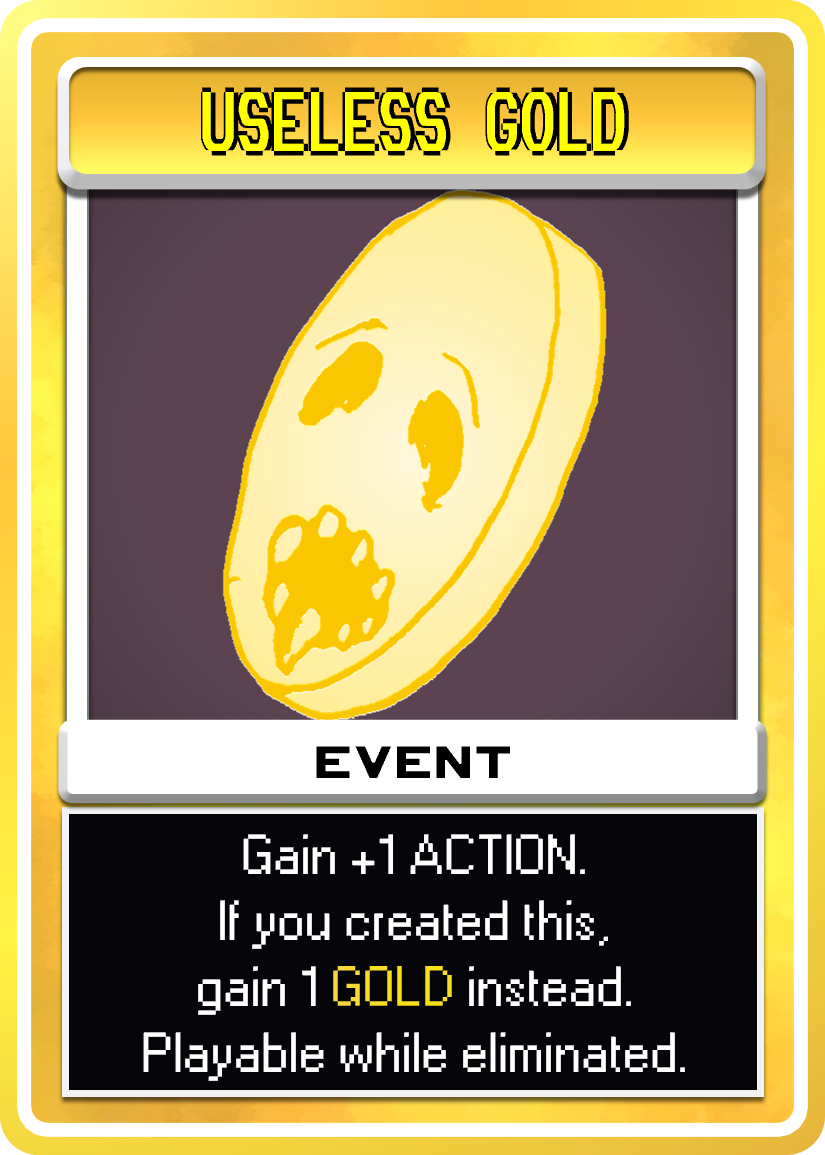 USELESS GOLD
EVENT
Gain +1 ACTION.
If you created this,
gain 1 GOLD instead.
Playable while eliminated.